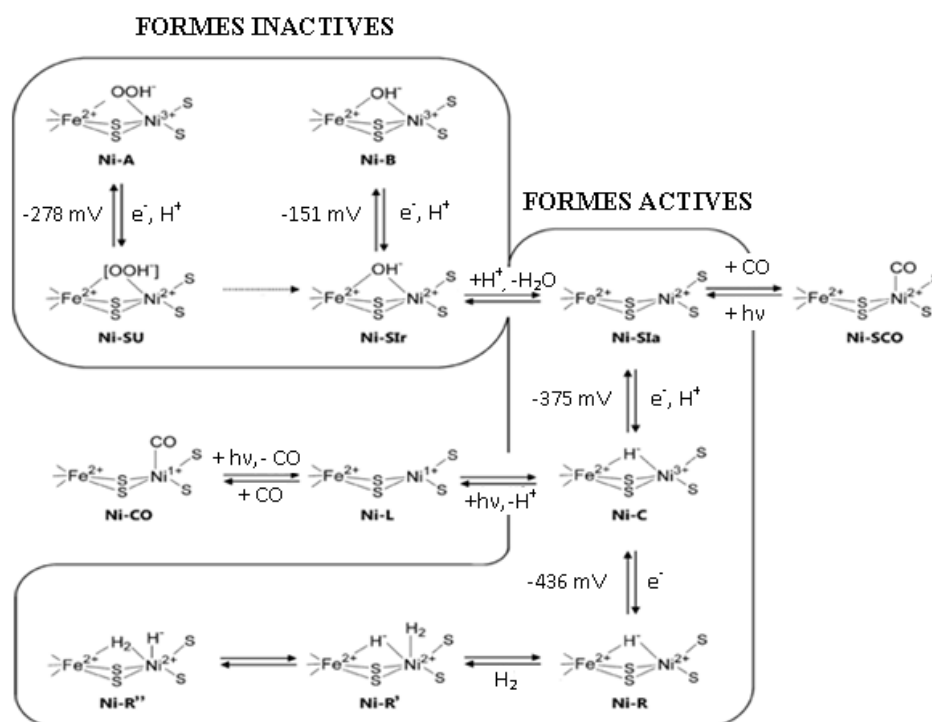 FORMES INACTIVES
OOH⁻
Fe²⁺ S S Ni³⁺ S S
Ni-A
OH⁻
Fe²⁺ S S Ni³⁺ S S
Ni-B
-278 mV e⁻, H⁺
-151 mV e⁻, H⁺
FORMES ACTIVES
[OOH⁻]
Fe²⁺ S S Ni²⁺ S S
Ni-SU
OH⁻
Fe²⁺ S S Ni²⁺ S S
Ni-SIr
+H⁺, -H₂O
Fe²⁺ S S Ni²⁺ S S
Ni-SIa
+ CO
+ hν
CO
Fe²⁺ S S Ni²⁺ S S
Ni-SCO
-375 mV e⁻, H⁺
CO
Fe²⁺ S S Ni¹⁺ S S
Ni-CO
+ hν, - CO
+ CO
Fe²⁺ S S Ni¹⁺ S S
Ni-L
+hν, -H⁺
H⁻
Fe²⁺ S S Ni³⁺ S S
Ni-C
-436 mV e⁻
H₂ H⁻
Fe²⁺ S S Ni²⁺ S S
Ni-R''
H⁻ H₂
Fe²⁺ S S Ni²⁺ S S
Ni-R'
H₂
H⁻
Fe²⁺ S S Ni²⁺ S S
Ni-R